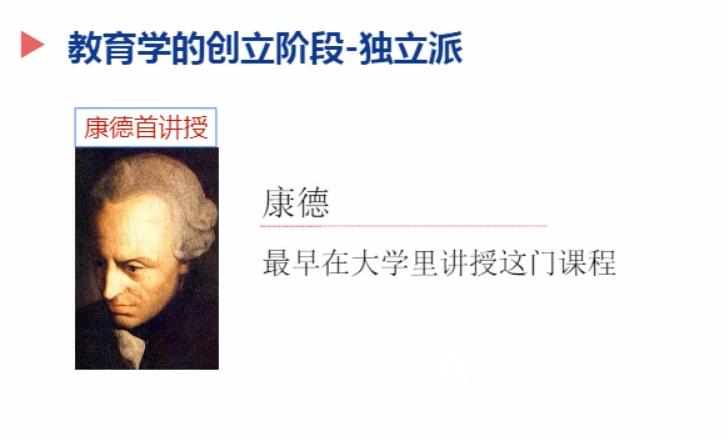 教育学的创立阶段-独立派
康德首讲授
康德
最早在大学里讲授这门课程